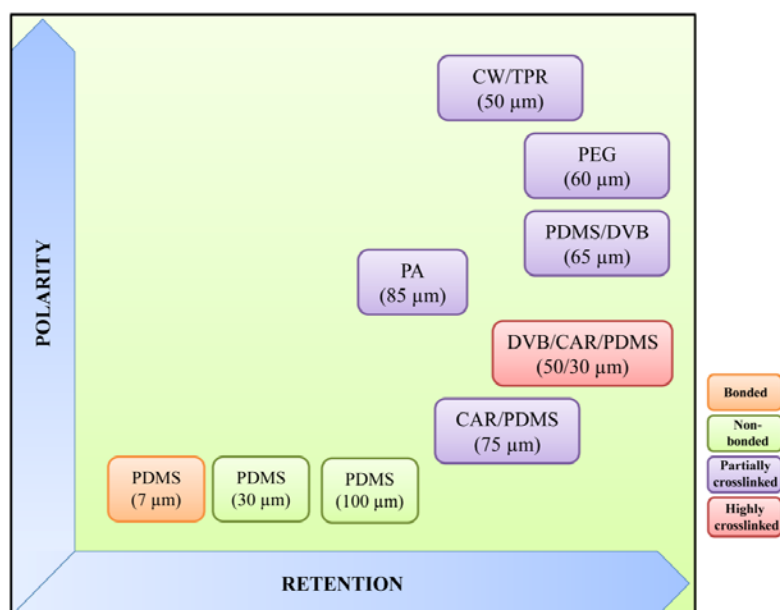 CW/TPR
(50 µm)
PEG
(60 µm)
PDMS/DVB
(65 µm)
PA
(85 µm)
DVB/CAR/PDMS
(50/30 µm)
CAR/PDMS
(75 µm)
PDMS
(7 µm)
PDMS
(30 µm)
PDMS
(100 µm)
POLARITY
RETENTION
Bonded
Non-
bonded
Partially
crosslinked
Highly
crosslinked